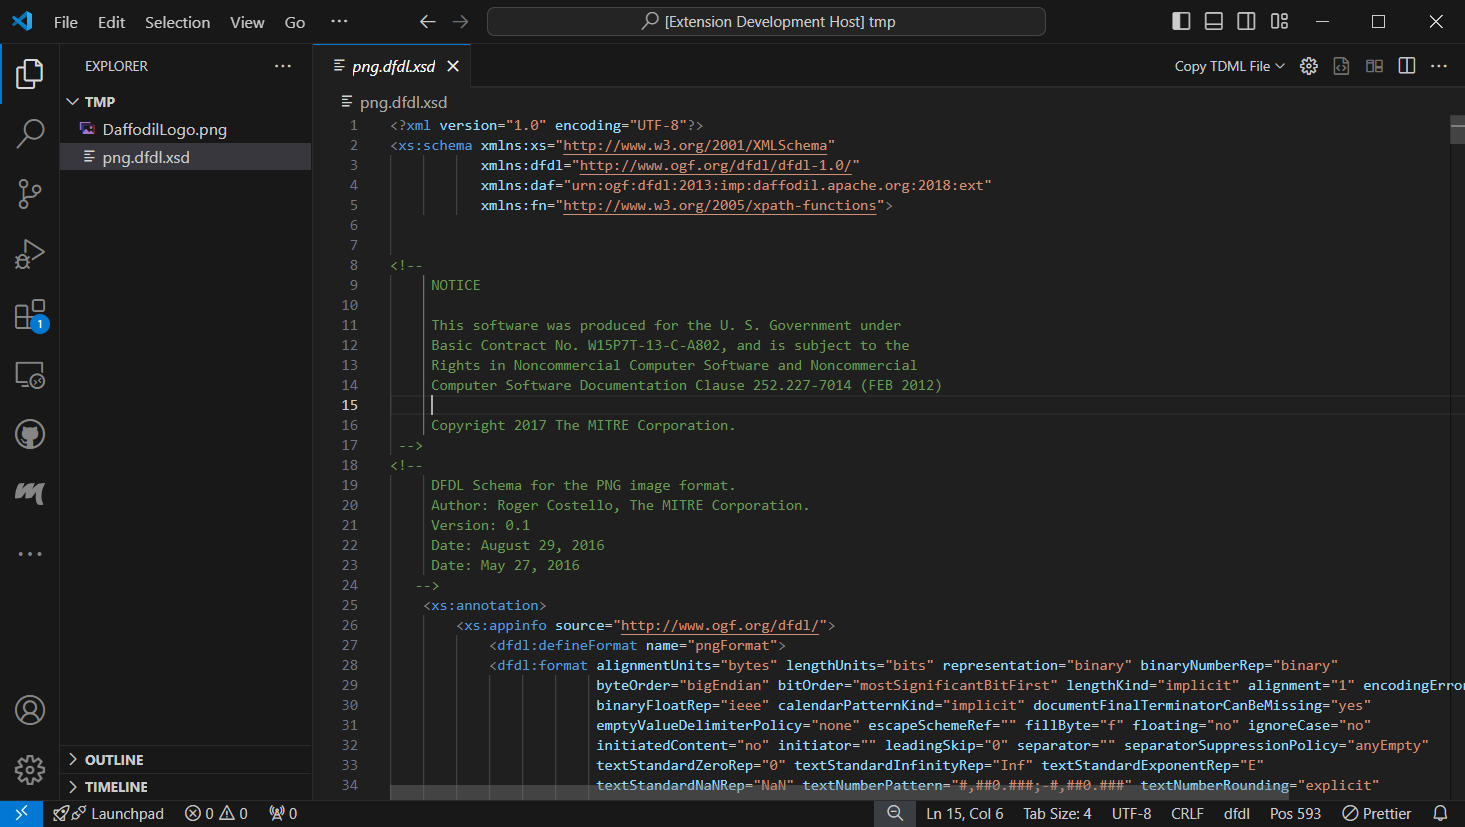 File Edit Selection View Go ··· [Extension Development Host] tmp
EXPLORER
TMP
DaffodilLogo.png
png.dfdl.xsd
OUTLINE
TIMELINE
1
png.dfdl.xsd
Copy TDML File
png.dfdl.xsd
1 <?xml version="1.0" encoding="UTF-8"?>
2 <xs:schema xmlns:xs="http://www.w3.org/2001/XMLSchema"
3 xmlns:dfdl="http://www.ogf.org/dfdl/dfdl-1.0/"
4 xmlns:daf="urn:ogf:dfdl:2013:imp:daffodil.apache.org:2018:ext"
5 xmlns:fn="http://www.w3.org/2005/xpath-functions">
6
7
8 <!--
9 NOTICE
10
11 This software was produced for the U. S. Government under
12 Basic Contract No. W15P7T-13-C-A802, and is subject to the
13 Rights in Noncommercial Computer Software and Noncommercial
14 Computer Software Documentation Clause 252.227-7014 (FEB 2012)
15
16 Copyright 2017 The MITRE Corporation.
17 -->
18 <!--
19 DFDL Schema for the PNG image format.
20 Author: Roger Costello, The MITRE Corporation.
21 Version: 0.1
22 Date: August 29, 2016
23 Date: May 27, 2016
24 -->
25 <xs:annotation>
26 <xs:appinfo source="http://www.ogf.org/dfdl/">
27 <dfdl:defineFormat name="pngFormat">
28 <dfdl:format alignmentUnits="bytes" lengthUnits="bits" representation="binary" binaryNumberRep="binary"
29 byteOrder="bigEndian" bitOrder="mostSignificantBitFirst" lengthKind="implicit" alignment="1" encodingError
30 binaryFloatRep="ieee" calendarPatternKind="implicit" documentFinalTerminatorCanBeMissing="yes"
31 emptyValueDelimiterPolicy="none" escapeSchemeRef="" fillByte="f" floating="no" ignoreCase="no"
32 initiatedContent="no" initiator="" leadingSkip="0" separator="" separatorSuppressionPolicy="anyEmpty"
33 textStandardZeroRep="0" textStandardInfinityRep="Inf" textStandardExponentRep="E"
34 textStandardNaNRep="NaN" textNumberPattern="#,##0.###;-#,##0.###" textNumberRounding="explicit"
Launchpad 0 0 0 Ln 15, Col 6 Tab Size: 4 UTF-8 CRLF dfdl Pos 593 Prettier